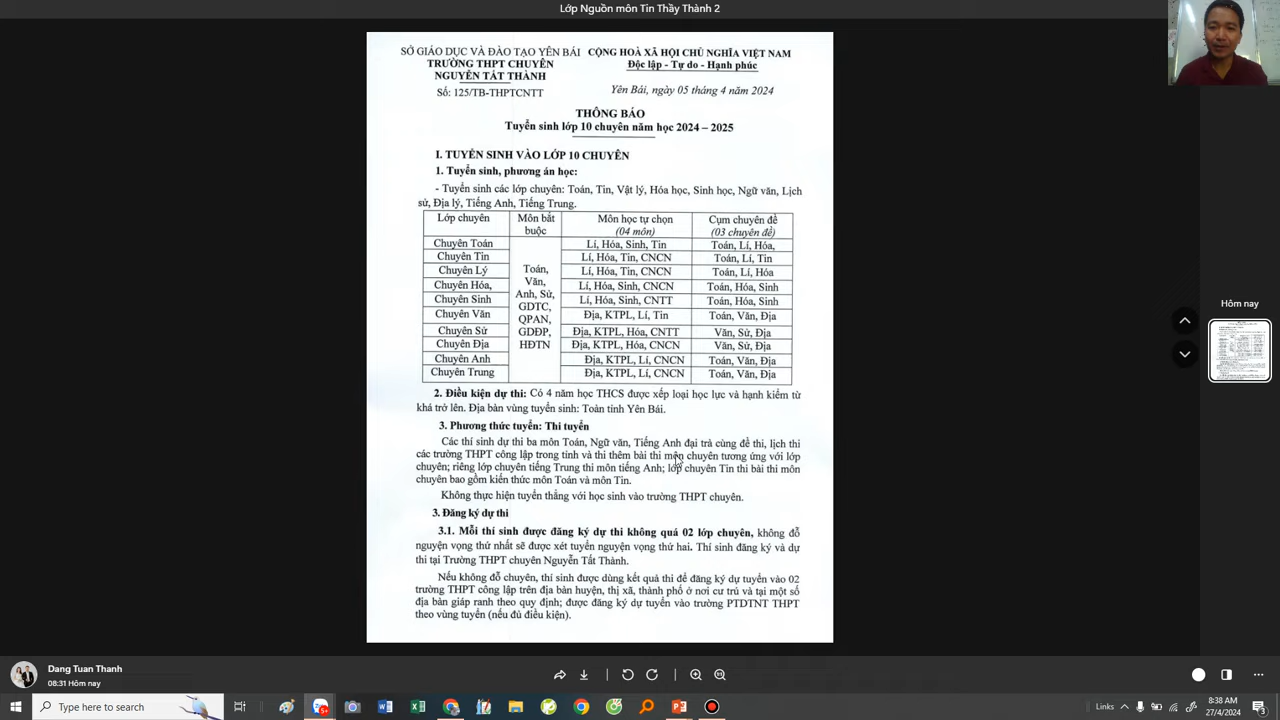 Lớp Nguồn môn Tin Thầy Thành 2
SỞ GIÁO DỤC VÀ ĐÀO TẠO YÊN BÁI CỘNG HOÀ XÃ HỘI CHỦ NGHĨA VIỆT NAM
TRƯỜNG THPT CHUYÊN Độc lập - Tự do - Hạnh phúc
NGUYỄN TẤT THÀNH
Số: 125/TB-THPTCNTT Yên Bái, ngày 05 tháng 4 năm 2024
THÔNG BÁO
Tuyển sinh lớp 10 chuyên năm học 2024 – 2025
I. TUYỂN SINH VÀO LỚP 10 CHUYÊN
1. Tuyển sinh, phương án học:
- Tuyển sinh các lớp chuyên: Toán, Tin, Vật lý, Hóa học, Sinh học, Ngữ văn, Lịch
sử, Địa lý, Tiếng Anh, Tiếng Trung.
Lớp chuyên Môn bắt buộc Môn học tự chọn (04 môn) Cụm chuyên đề (03 chuyên đề)
Toán, Văn, Anh, Sử, GDTC, QPAN, GDĐP, HĐTN
Chuyên Toán Lí, Hóa, Sinh, Tin Toán, Lí, Hóa,
Chuyên Tin Lí, Hóa, Tin, CNCN Toán, Lí, Tin
Chuyên Lý Lí, Hóa, Tin, CNCN Toán, Lí, Hóa
Chuyên Hóa, Lí, Hóa, Sinh, CNCN Toán, Hóa, Sinh
Chuyên Sinh Lí, Hóa, Sinh, CNTT Toán, Hóa, Sinh
Chuyên Văn Địa, KTPL, Lí, Tin Toán, Văn, Địa
Chuyên Sử Địa, KTPL, Hóa, CNTT Văn, Sử, Địa
Chuyên Địa Địa, KTPL, Hóa, CNCN Văn, Sử, Địa
Chuyên Anh Địa, KTPL, Lí, CNCN Toán, Văn, Địa
Chuyên Trung Địa, KTPL, Lí, CNCN Toán, Văn, Địa
2. Điều kiện dự thi: Có 4 năm học THCS được xếp loại học lực và hạnh kiểm từ
khá trở lên. Địa bàn vùng tuyển sinh: Toàn tỉnh Yên Bái.
3. Phương thức tuyển: Thi tuyển
Các thí sinh dự thi ba môn Toán, Ngữ văn, Tiếng Anh đại trà cùng đề thi, lịch thi
các trường THPT công lập trong tỉnh và thi thêm bài thi môn chuyên tương ứng với lớp
chuyên; riêng lớp chuyên tiếng Trung thi môn tiếng Anh; lớp chuyên Tin thi bài thi môn
chuyên bao gồm kiến thức môn Toán và môn Tin.
Không thực hiện tuyển thẳng với học sinh vào trường THPT chuyên.
3. Đăng ký dự thi
3.1. Mỗi thí sinh được đăng ký dự thi không quá 02 lớp chuyên, không đỗ
nguyện vọng thứ nhất sẽ được xét tuyển nguyện vọng thứ hai. Thí sinh đăng ký và dự
thi tại Trường THPT chuyên Nguyễn Tất Thành.
Nếu không đỗ chuyên, thí sinh được dùng kết quả thi để đăng ký dự tuyển vào 02
trường THPT công lập trên địa bàn huyện, thị xã, thành phố ở nơi cư trú và tại một số
địa bàn giáp ranh theo quy định; được đăng ký dự tuyển vào trường PTDTNT THPT
theo vùng tuyển (nếu đủ điều kiện).
Hôm nay
Dang Tuan Thanh
08:31 Hôm nay
Type here to search
Links
8:38 AM
27/4/2024